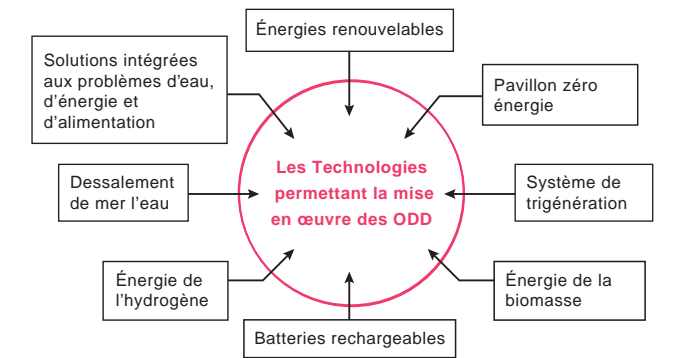 Énergies renouvelables
Solutions intégrées
aux problèmes d'eau,
d'énergie et
d'alimentation
Pavillon zéro
énergie
Les Technologies
permettant la mise
en œuvre des ODD
Dessalement
de mer l'eau
Système de
trigénération
Énergie de
l'hydrogène
Énergie de la
biomasse
Batteries rechargeables